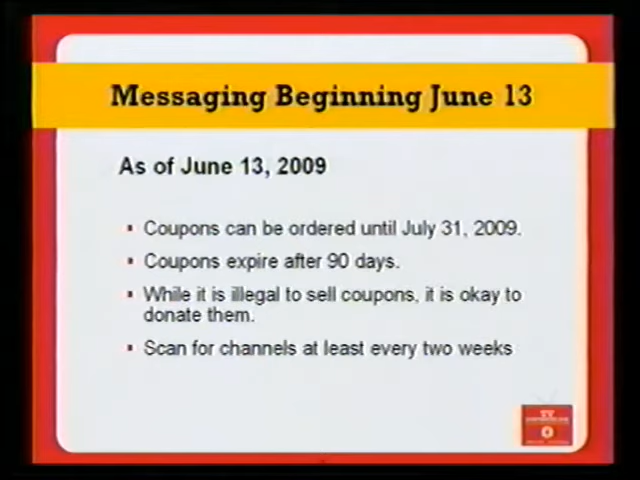 Messaging Beginning June 13
As of June 13, 2009
Coupons can be ordered until July 31, 2009.
Coupons expire after 90 days.
While it is illegal to sell coupons, it is okay to
donate them.
Scan for channels at least every two weeks
TV